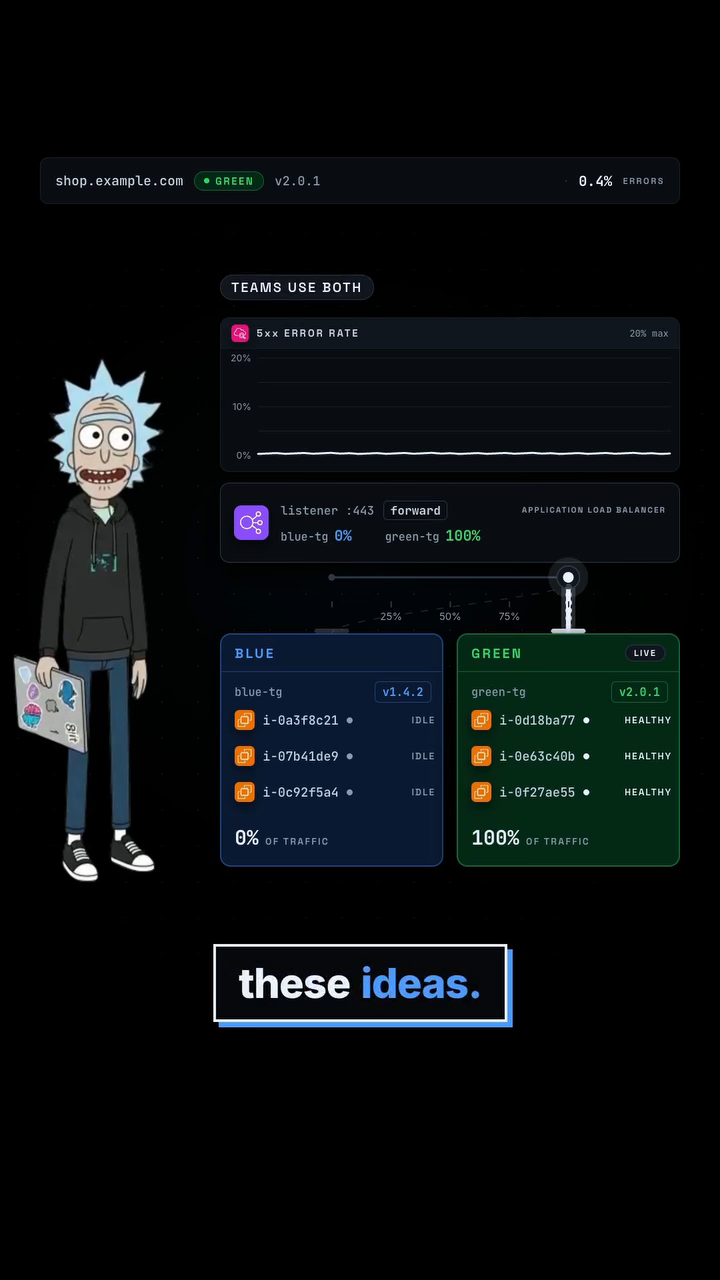 shop.example.com GREEN v2.0.1 0.4% ERRORS
TEAMS USE BOTH
5xx ERROR RATE 20% max
20%
10%
0%
listener :443 forward APPLICATION LOAD BALANCER
blue-tg 0% green-tg 100%
25% 50% 75%
BLUE
blue-tg v1.4.2
i-0a3f8c21 IDLE
i-07b41de9 IDLE
i-0c92f5a4 IDLE
0% OF TRAFFIC
GREEN LIVE
green-tg v2.0.1
i-0d18ba77 HEALTHY
i-0e63c40b HEALTHY
i-0f27ae55 HEALTHY
100% OF TRAFFIC
these ideas.